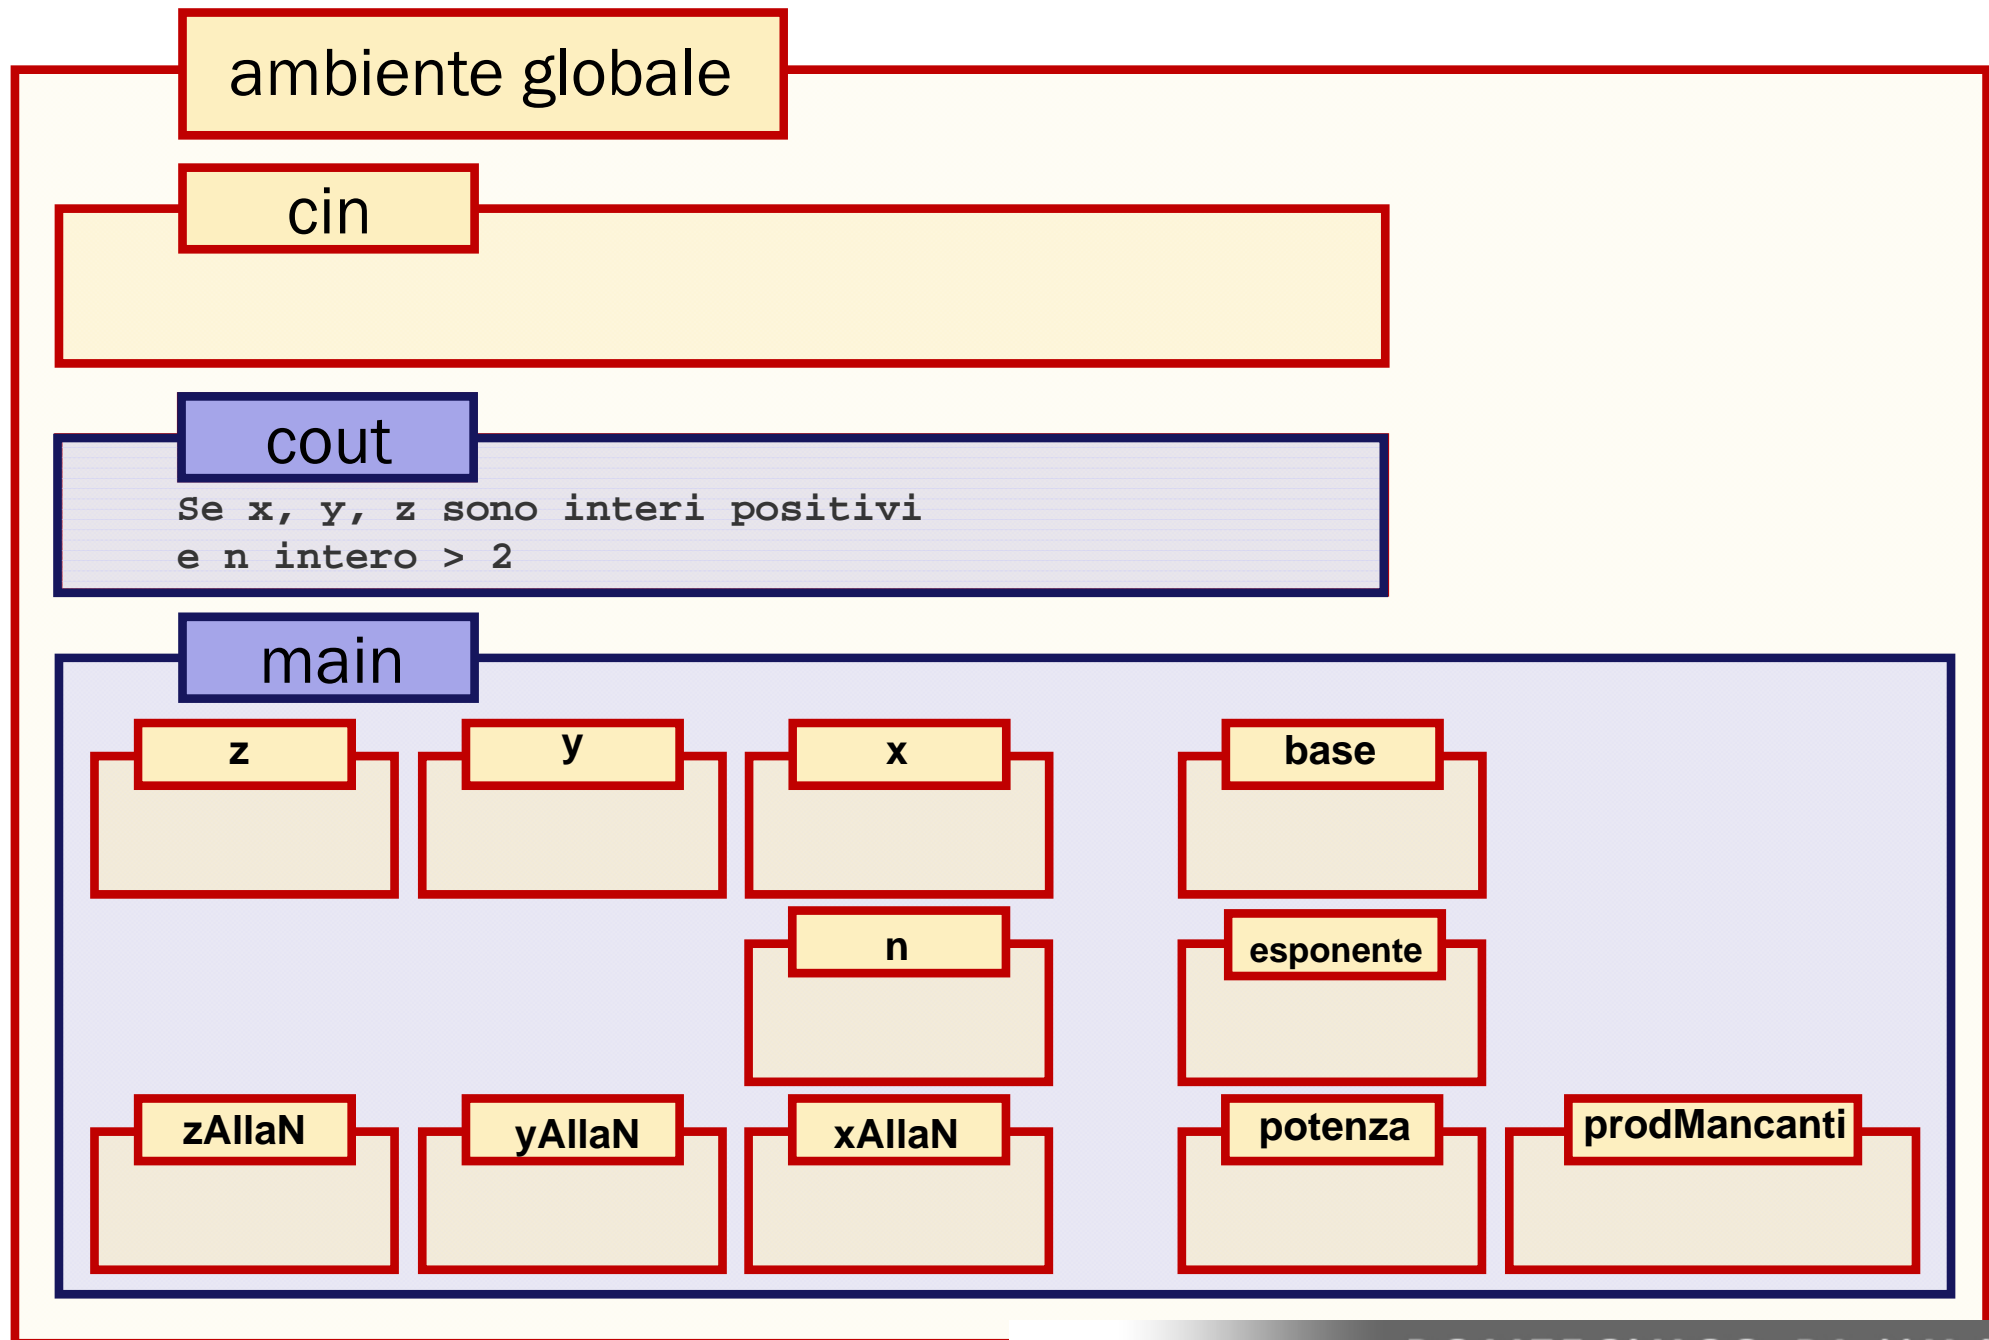 ambiente globale
cin
cout
Se x, y, z sono interi positivi
e n intero > 2
main
z
y
x
base
n
esponente
zAllaN
yAllaN
xAllaN
potenza
prodMancanti